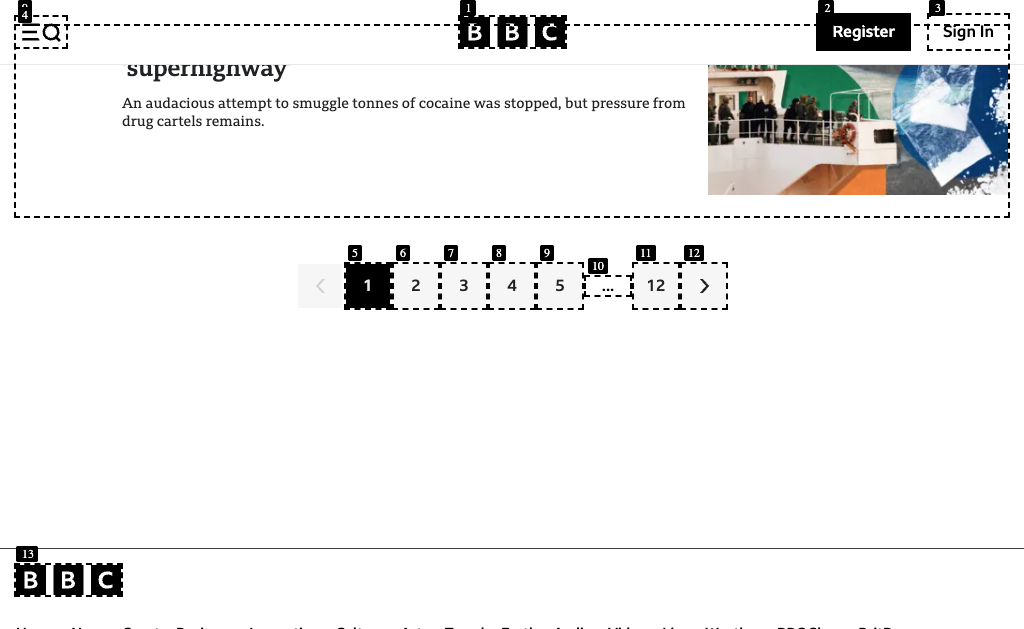 1
2
3
4
BBC
Register
Sign In
'superhighway
An audacious attempt to smuggle tonnes of cocaine was stopped, but pressure from
drug cartels remains.
5 6 7 8 9 10 11 12
1 2 3 4 5 ... 12
13
BBC